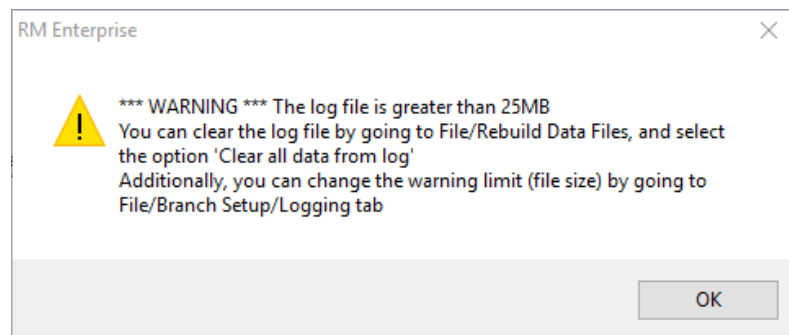 RM Enterprise
*** WARNING *** The log file is greater than 25MB
You can clear the log file by going to File/Rebuild Data Files, and select
the option 'Clear all data from log'
Additionally, you can change the warning limit (file size) by going to
File/Branch Setup/Logging tab
OK